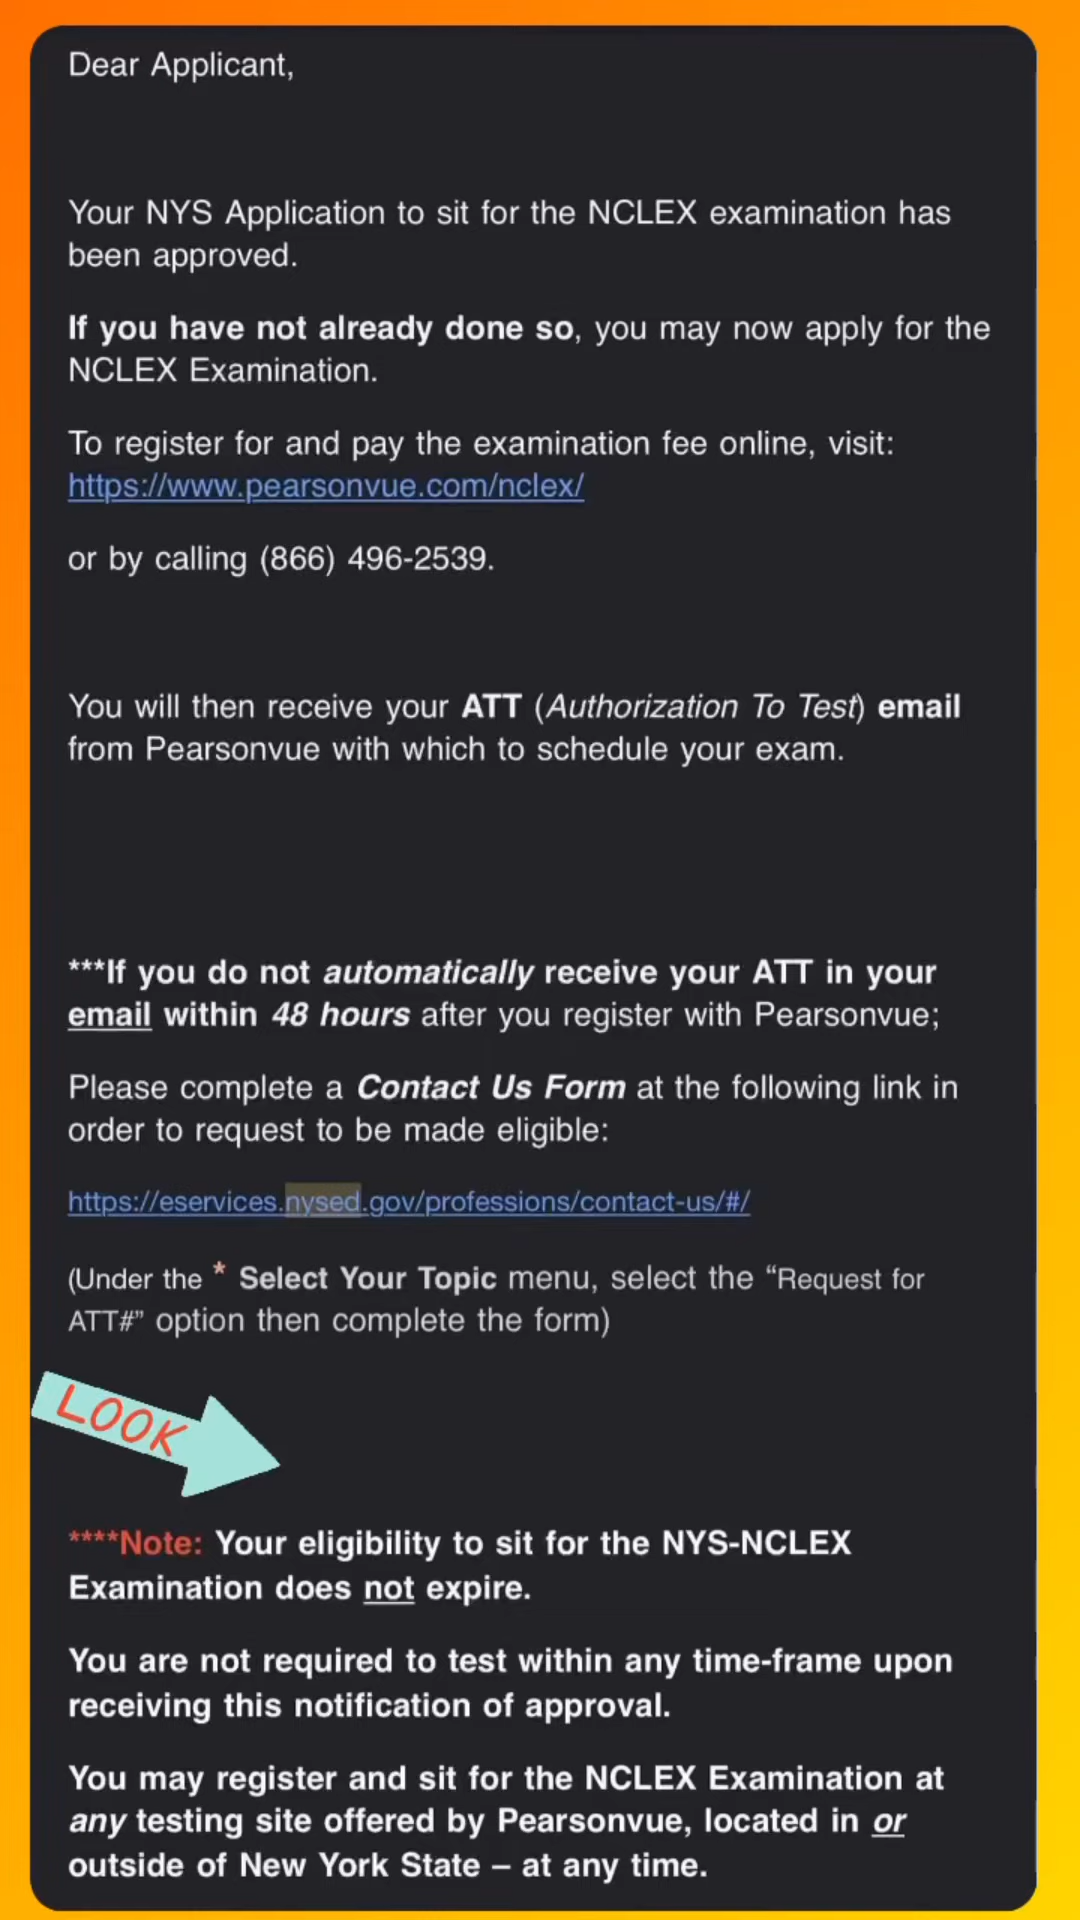 Dear Applicant,
Your NYS Application to sit for the NCLEX examination has
been approved.
If you have not already done so, you may now apply for the
NCLEX Examination.
To register for and pay the examination fee online, visit:
https://www.pearsonvue.com/nclex/
or by calling (866) 496-2539.
You will then receive your ATT (Authorization To Test) email
from Pearsonvue with which to schedule your exam.
***If you do not automatically receive your ATT in your
email within 48 hours after you register with Pearsonvue;
Please complete a Contact Us Form at the following link in
order to request to be made eligible:
https://eservices.nysed.gov/professions/contact-us/#/
(Under the * Select Your Topic menu, select the “Request for
ATT#” option then complete the form)
LOOK
****Note: Your eligibility to sit for the NYS-NCLEX
Examination does not expire.
You are not required to test within any time-frame upon
receiving this notification of approval.
You may register and sit for the NCLEX Examination at
any testing site offered by Pearsonvue, located in or
outside of New York State – at any time.